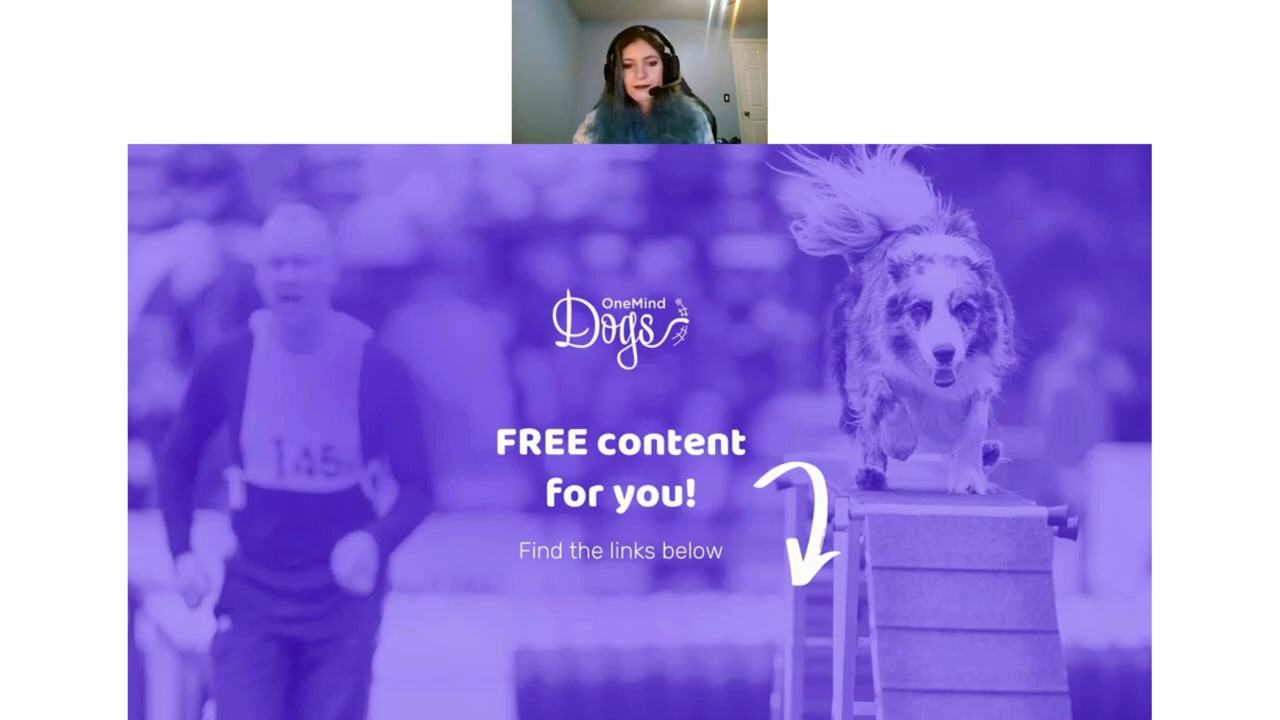 OneMind
Dogs
FREE content
for you!
Find the links below
145